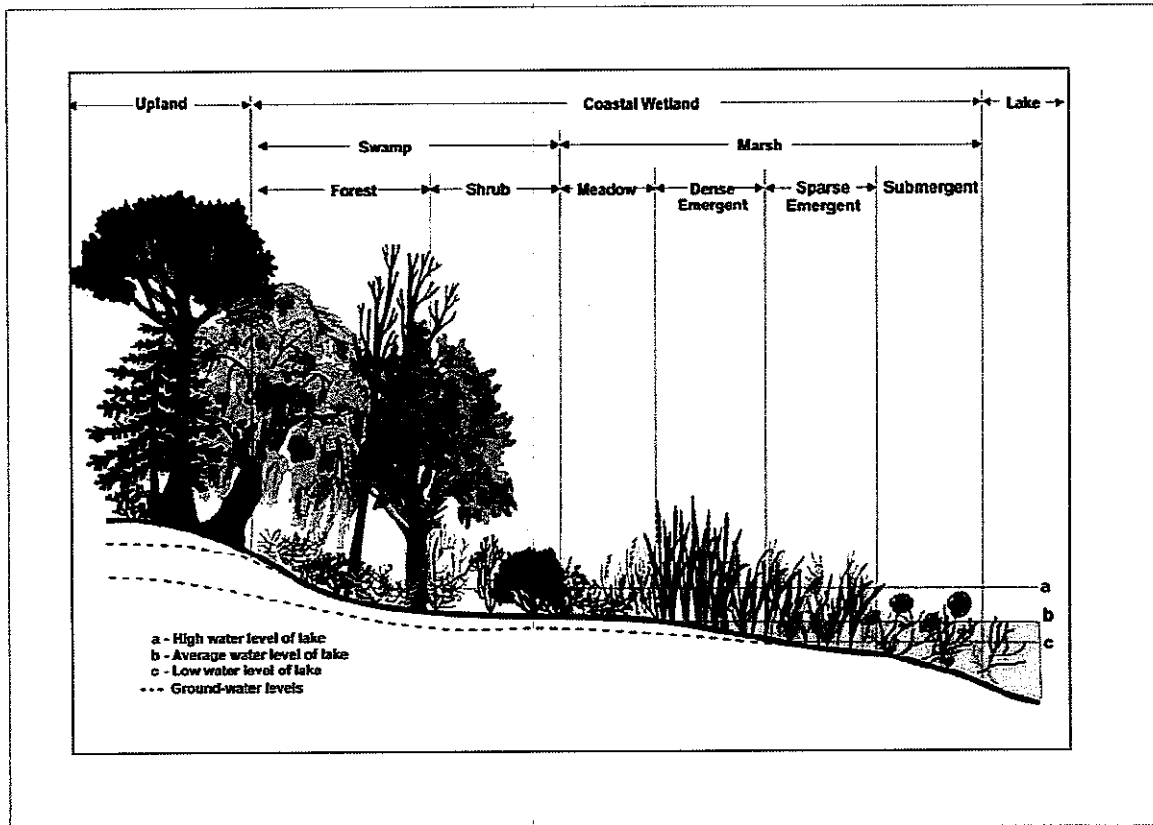 Upland
Coastal Wetland
Lake
Swamp
Marsh
Forest
Shrub
Meadow
Dense
Emergent
Sparse
Emergent
Submergent
a
b
c
a - High water level of lake
b - Average water level of lake
c - Low water level of lake
---- Ground-water levels